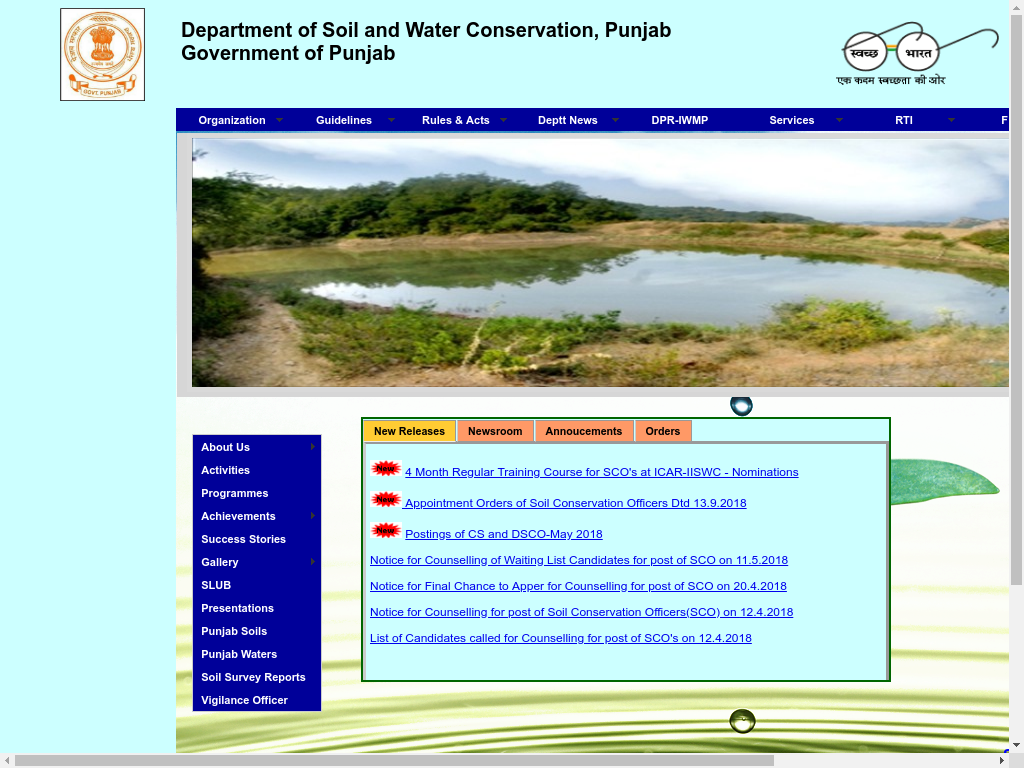 Department of Soil and Water Conservation, Punjab
Government of Punjab
GOVT. PUNJAB
स्वच्छ भारत
एक कदम स्वच्छता की ओर
Organization Guidelines Rules & Acts Deptt News DPR-IWMP Services RTI F
New Releases Newsroom Annoucements Orders
New 4 Month Regular Training Course for SCO's at ICAR-IISWC - Nominations
New Appointment Orders of Soil Conservation Officers Dtd 13.9.2018
New Postings of CS and DSCO-May 2018
Notice for Counselling of Waiting List Candidates for post of SCO on 11.5.2018
Notice for Final Chance to Apper for Counselling for post of SCO on 20.4.2018
Notice for Counselling for post of Soil Conservation Officers(SCO) on 12.4.2018
List of Candidates called for Counselling for post of SCO's on 12.4.2018
About Us
Activities
Programmes
Achievements
Success Stories
Gallery
SLUB
Presentations
Punjab Soils
Punjab Waters
Soil Survey Reports
Vigilance Officer